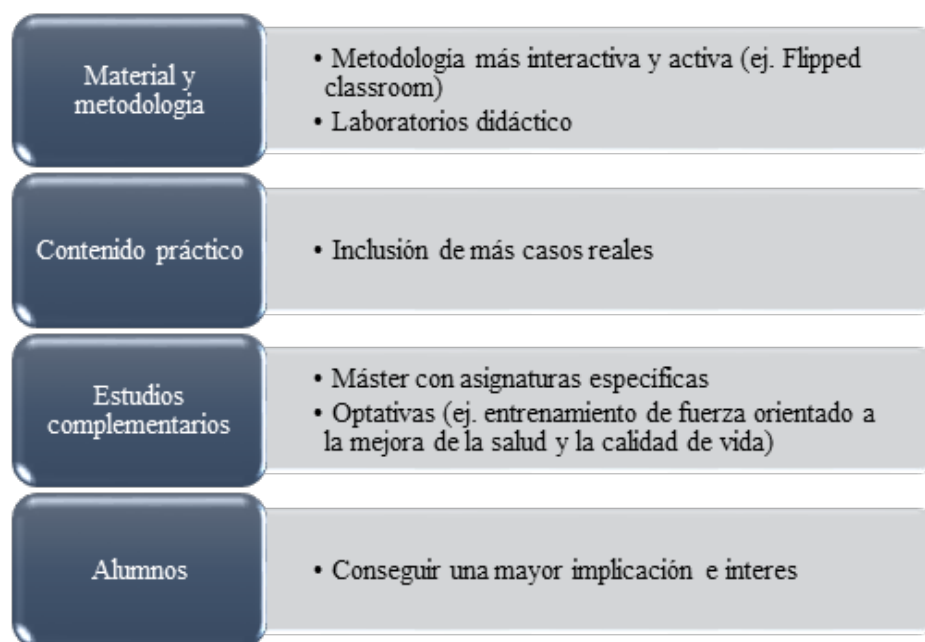 Material y
metodologia
• Metodología más interactiva y activa (ej. Flipped
classroom)
• Laboratorios didáctico
Contenido práctico
• Inclusión de más casos reales
Estudios
complementarios
• Máster con asignaturas específicas
• Optativas (ej. entrenamiento de fuerza orientado a
la mejora de la salud y la calidad de vida)
Alumnos
• Conseguir una mayor implicación e interes